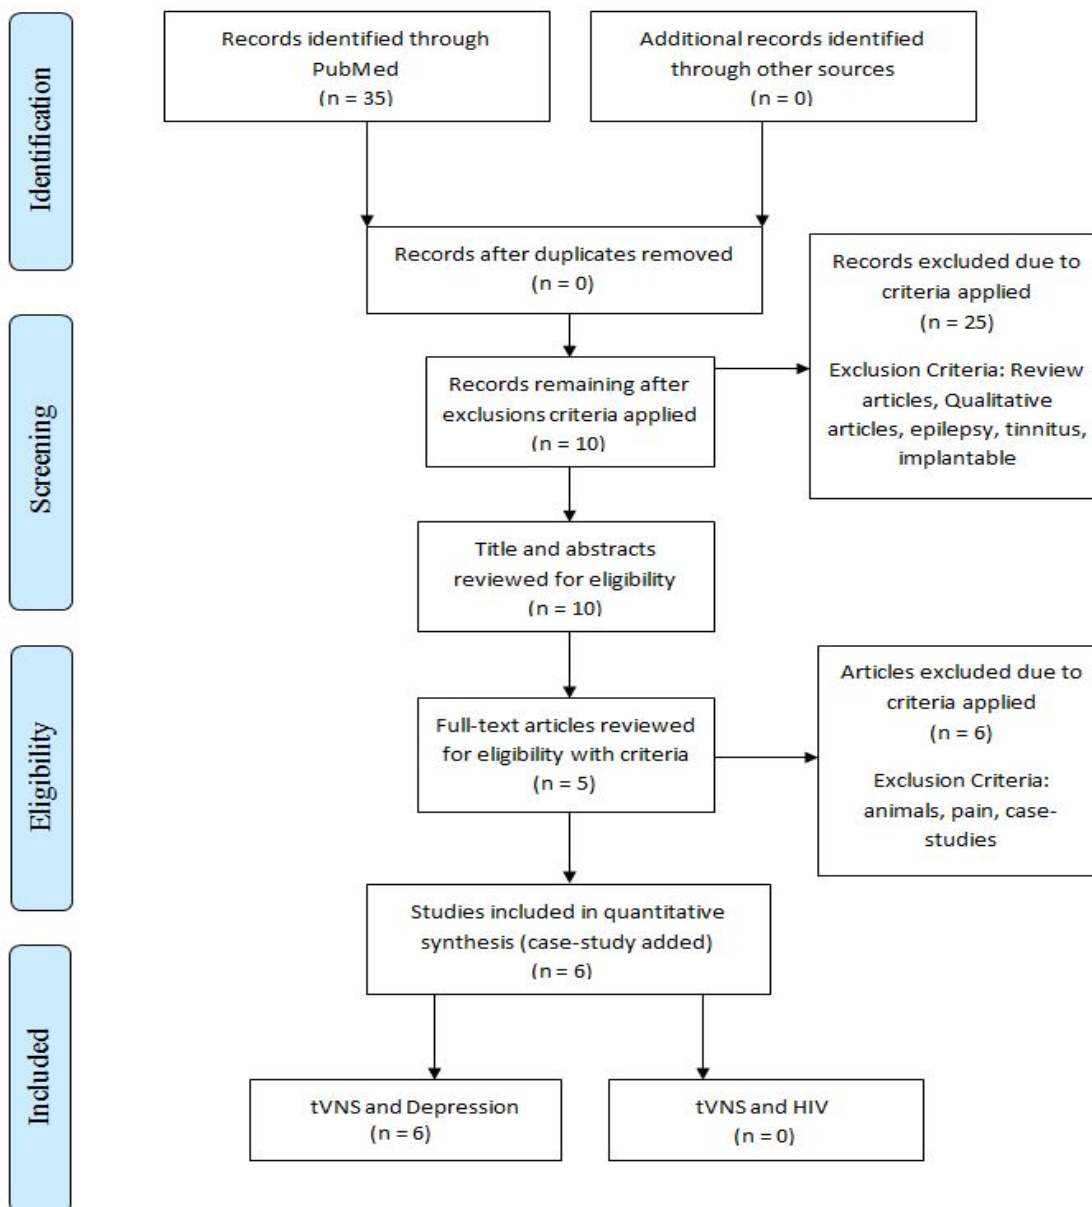 Identification
Records identified through
PubMed
(n = 35)
Additional records identified
through other sources
(n = 0)
Records after duplicates removed
(n = 0)
Records excluded due to
criteria applied
(n = 25)
Exclusion Criteria: Review
articles, Qualitative
articles, epilepsy, tinnitus,
implantable
Screening
Records remaining after
exclusions criteria applied
(n = 10)
Title and abstracts
reviewed for eligibility
(n = 10)
Eligibility
Full-text articles reviewed
for eligibility with criteria
(n = 5)
Articles excluded due to
criteria applied
(n = 6)
Exclusion Criteria:
animals, pain, case-
studies
Included
Studies included in quantitative
synthesis (case-study added)
(n = 6)
tVNS and Depression
(n = 6)
tVNS and HIV
(n = 0)